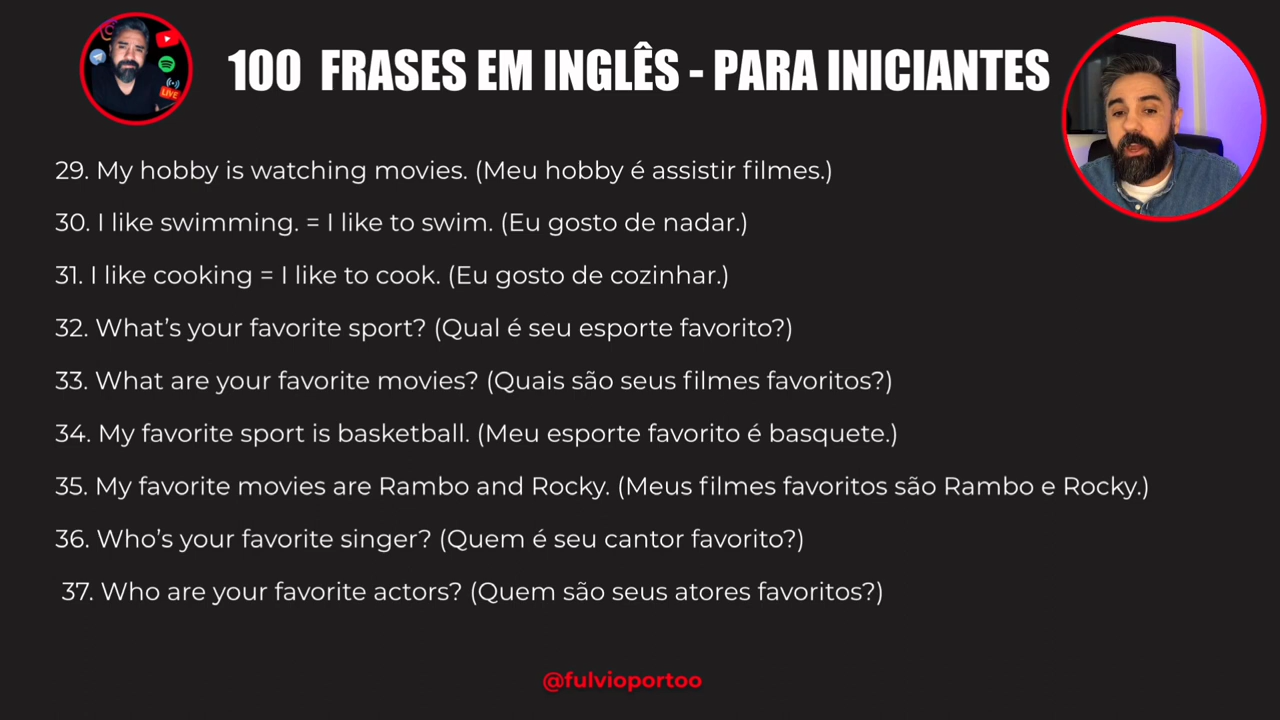 100 FRASES EM INGLÊS - PARA INICIANTES
LIVE
29. My hobby is watching movies. (Meu hobby é assistir filmes.)
30. I like swimming. = I like to swim. (Eu gosto de nadar.)
31. I like cooking = I like to cook. (Eu gosto de cozinhar.)
32. What’s your favorite sport? (Qual é seu esporte favorito?)
33. What are your favorite movies? (Quais são seus filmes favoritos?)
34. My favorite sport is basketball. (Meu esporte favorito é basquete.)
35. My favorite movies are Rambo and Rocky. (Meus filmes favoritos são Rambo e Rocky.)
36. Who’s your favorite singer? (Quem é seu cantor favorito?)
37. Who are your favorite actors? (Quem são seus atores favoritos?)
@fulvioportoo